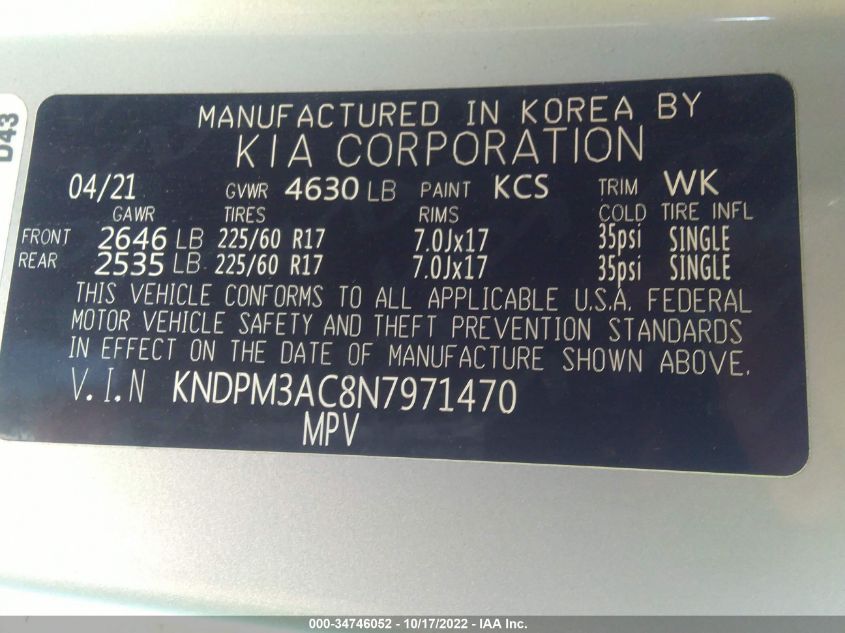 D43
MANUFACTURED IN KOREA BY
KIA CORPORATION
04/21 GVWR 4630 LB PAINT KCS TRIM WK
GAWR TIRES RIMS COLD TIRE INFL
FRONT 2646 LB 225/60 R17 7.0Jx17 35psi SINGLE
REAR 2535 LB 225/60 R17 7.0Jx17 35psi SINGLE
THIS VEHICLE CONFORMS TO ALL APPLICABLE U.S.A. FEDERAL
MOTOR VEHICLE SAFETY AND THEFT PREVENTION STANDARDS
IN EFFECT ON THE DATE OF MANUFACTURE SHOWN ABOVE.
V.I.N KNDPM3AC8N7971470
MPV
000-34746052 - 10/17/2022 - IAA Inc.